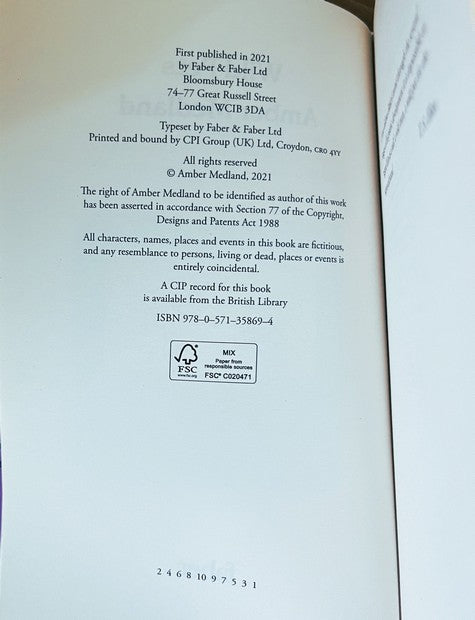 First published in 2021
by Faber & Faber Ltd
Bloomsbury House
74–77 Great Russell Street
London WC1B 3DA
Typeset by Faber & Faber Ltd
Printed and bound by CPI Group (UK) Ltd, Croydon, CR0 4YY
All rights reserved
© Amber Medland, 2021
The right of Amber Medland to be identified as author of this work
has been asserted in accordance with Section 77 of the Copyright,
Designs and Patents Act 1988
All characters, names, places and events in this book are fictitious,
and any resemblance to persons, living or dead, places or events is
entirely coincidental.
A CIP record for this book
is available from the British Library
ISBN 978–0–571–35869–4
FSC
www.fsc.org
MIX
Paper from
responsible sources
FSC® C020471
2 4 6 8 10 9 7 5 3 1